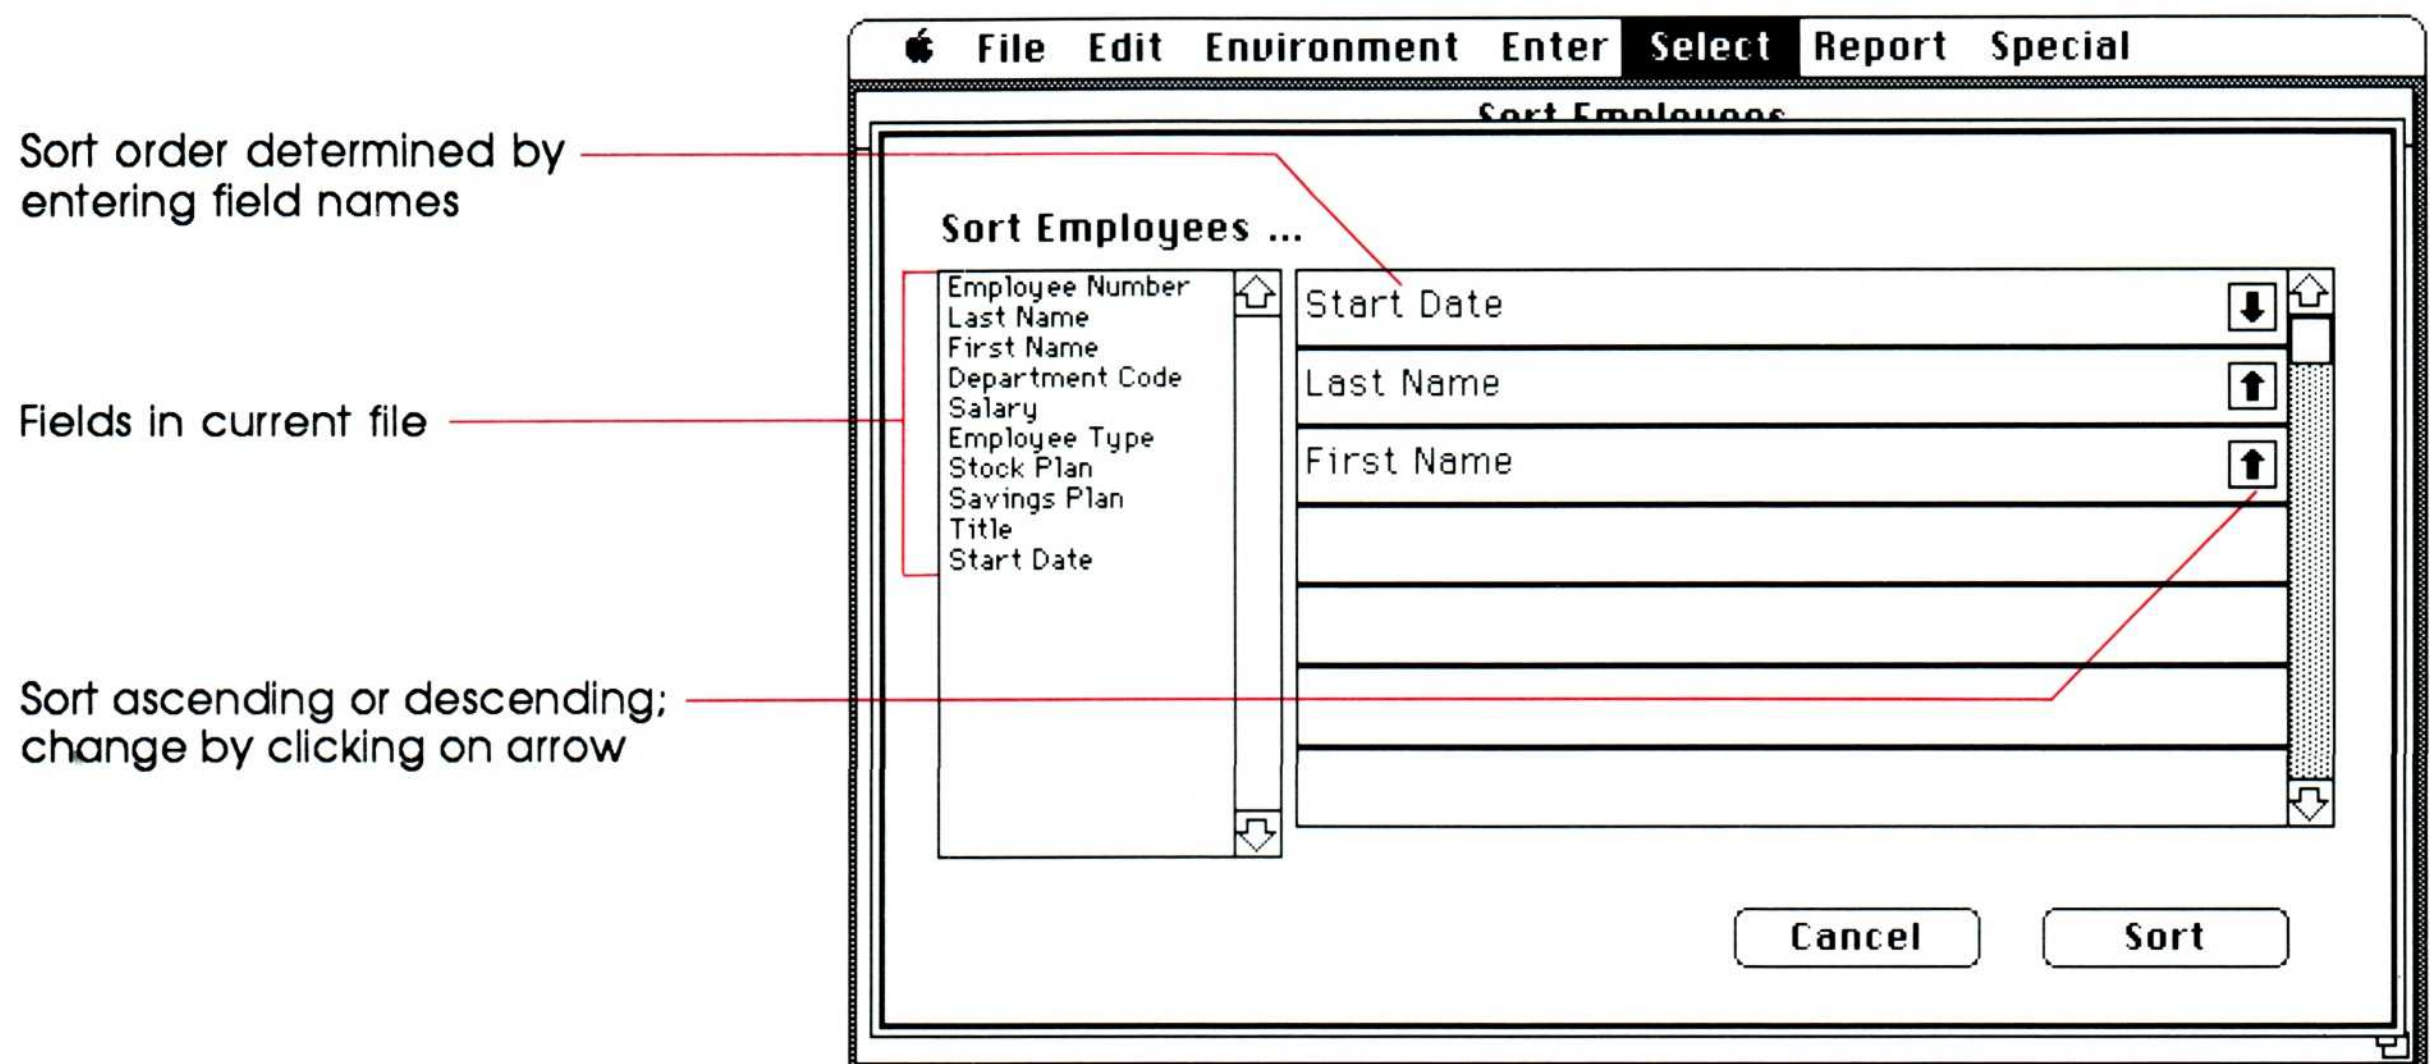 File Edit Environment Enter Select Report Special
Sort Employees
Sort order determined by
entering field names
Sort Employees ...
Employee Number
Last Name
First Name
Department Code
Salary
Employee Type
Stock Plan
Savings Plan
Title
Start Date
Start Date
Last Name
First Name
Fields in current file
Sort ascending or descending;
change by clicking on arrow
Cancel
Sort